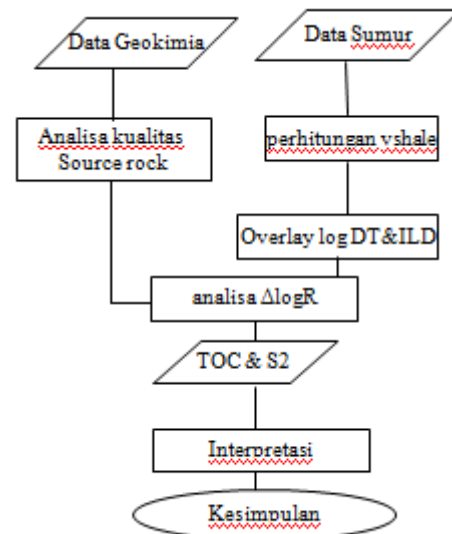 Data Geokimia
Data Sumur
Analisa kualitas
Source rock
perhitungan vshale
Overlay log DT&ILD
analisa ΔlogR
TOC & S2
Interpretasi
Kesimpulan